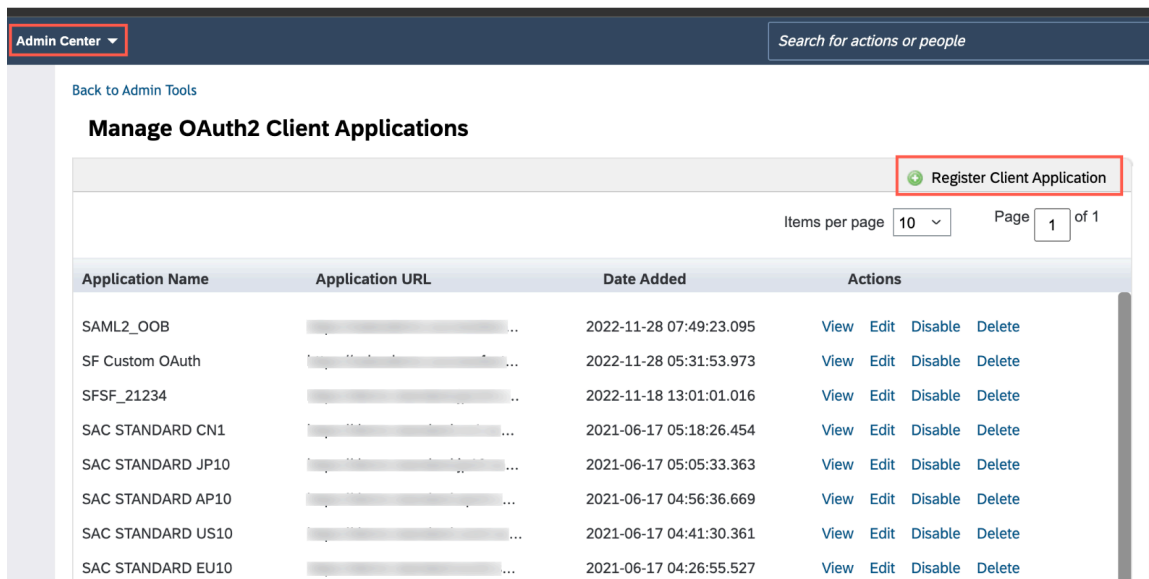 Admin Center
Search for actions or people
Back to Admin Tools
Manage OAuth2 Client Applications
Register Client Application
Items per page 10 Page 1 of 1
Application Name Application URL Date Added Actions
SAML2_OOB ... 2022-11-28 07:49:23.095 View Edit Disable Delete
SF Custom OAuth ... 2022-11-28 05:31:53.973 View Edit Disable Delete
SFSF_21234 .. 2022-11-18 13:01:01.016 View Edit Disable Delete
SAC STANDARD CN1 ... 2021-06-17 05:18:26.454 View Edit Disable Delete
SAC STANDARD JP10 ... 2021-06-17 05:05:33.363 View Edit Disable Delete
SAC STANDARD AP10 ... 2021-06-17 04:56:36.669 View Edit Disable Delete
SAC STANDARD US10 ... 2021-06-17 04:41:30.361 View Edit Disable Delete
SAC STANDARD EU10 ... 2021-06-17 04:26:55.527 View Edit Disable Delete